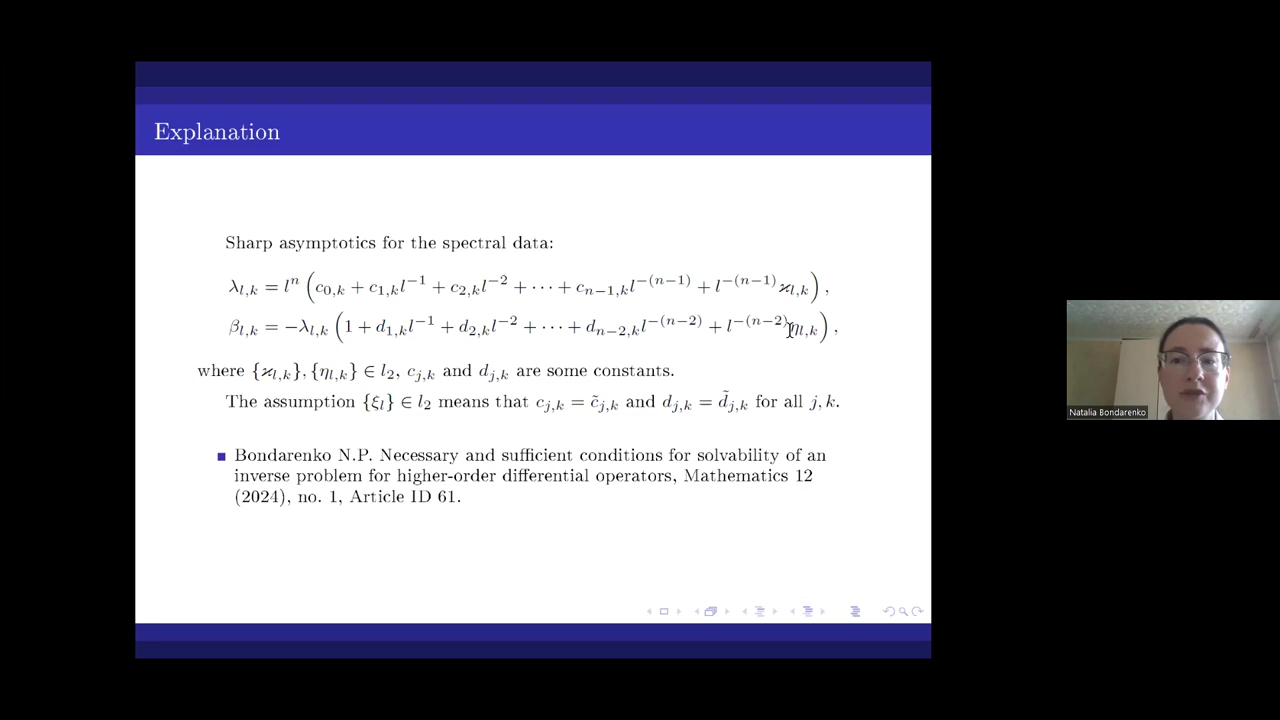 Explanation
Sharp asymptotics for the spectral data:
λ_{l,k} = l^n (c_{0,k} + c_{1,k}l^{-1} + c_{2,k}l^{-2} + ··· + c_{n-1,k}l^{-(n-1)} + l^{-(n-1)}ϰ_{l,k}),
β_{l,k} = −λ_{l,k} (1 + d_{1,k}l^{-1} + d_{2,k}l^{-2} + ··· + d_{n-2,k}l^{-(n-2)} + l^{-(n-2)}η_{l,k}),
where {ϰ_{l,k}}, {η_{l,k}} ∈ l_2, c_{j,k} and d_{j,k} are some constants.
The assumption {ξ_l} ∈ l_2 means that c_{j,k} = c̃_{j,k} and d_{j,k} = d̃_{j,k} for all j, k.
Bondarenko N.P. Necessary and sufficient conditions for solvability of an
inverse problem for higher-order differential operators, Mathematics 12
(2024), no. 1, Article ID 61.
Natalia Bondarenko